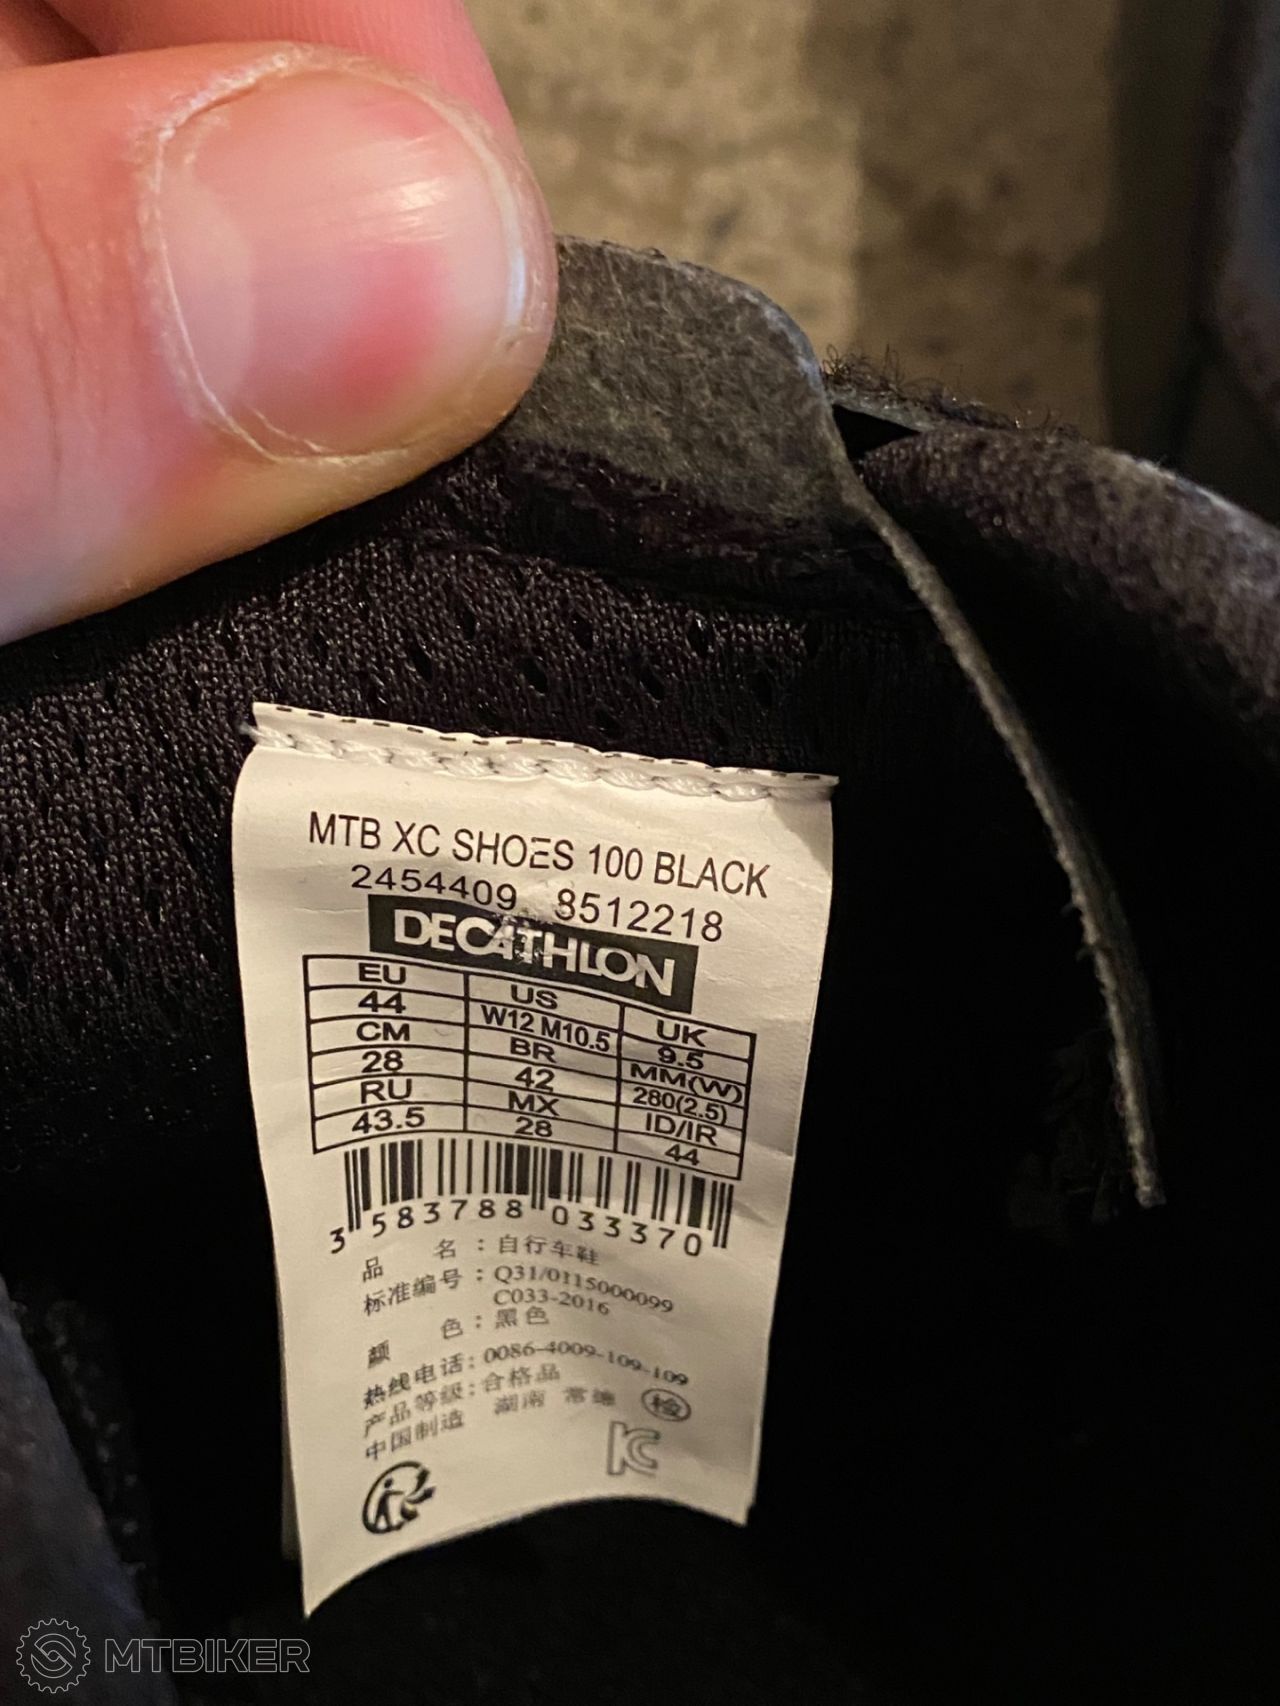 MTB XC SHOES 100 BLACK
2454409 8512218
DECATHLON
EU US UK
44 W12 M10.5 9.5
CM BR MM(W)
28 42 280(2.5)
RU MX ID/IR
43.5 28 44
3 583788 033370
品 名：自行车鞋
标准编号：Q31/0115000099
C033-2016
颜 色：黑色
热线电话：0086-4009-109-109
产品等级：合格品
中国制造 湖南 常德 检
KC
MTBIKER